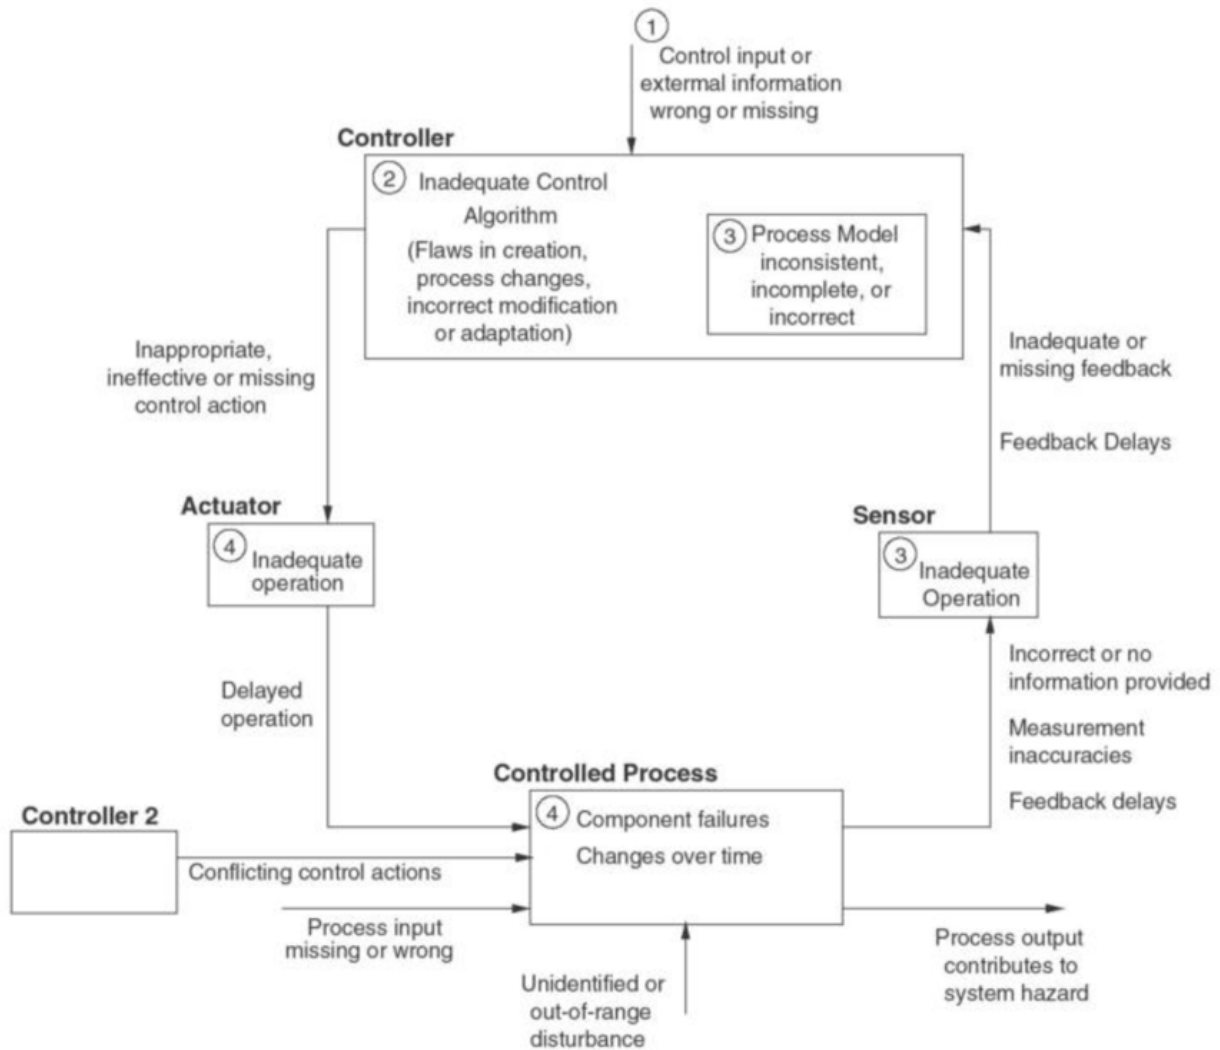 1
Control input or
external information
wrong or missing
Controller
2 Inadequate Control
Algorithm
(Flaws in creation,
process changes,
incorrect modification
or adaptation)
3 Process Model
inconsistent,
incomplete, or
incorrect
Inappropriate,
ineffective or missing
control action
Inadequate or
missing feedback
Feedback Delays
Actuator
4 Inadequate
operation
Sensor
3 Inadequate
Operation
Delayed
operation
Incorrect or no
information provided
Measurement
inaccuracies
Feedback delays
Controlled Process
4 Component failures
Changes over time
Controller 2
Conflicting control actions
Process input
missing or wrong
Unidentified or
out-of-range
disturbance
Process output
contributes to
system hazard